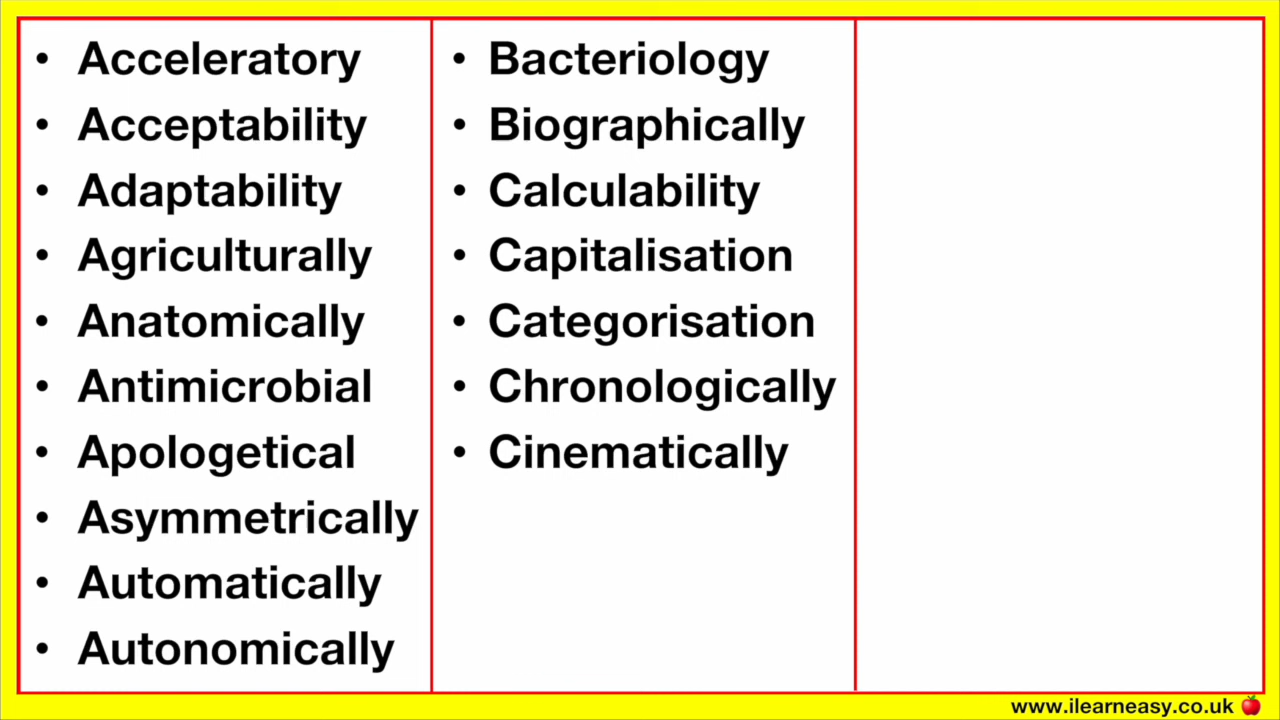 • Acceleratory
• Acceptability
• Adaptability
• Agriculturally
• Anatomically
• Antimicrobial
• Apologetical
• Asymmetrically
• Automatically
• Autonomically
• Bacteriology
• Biographically
• Calculability
• Capitalisation
• Categorisation
• Chronologically
• Cinematically
www.ilearneasy.co.uk